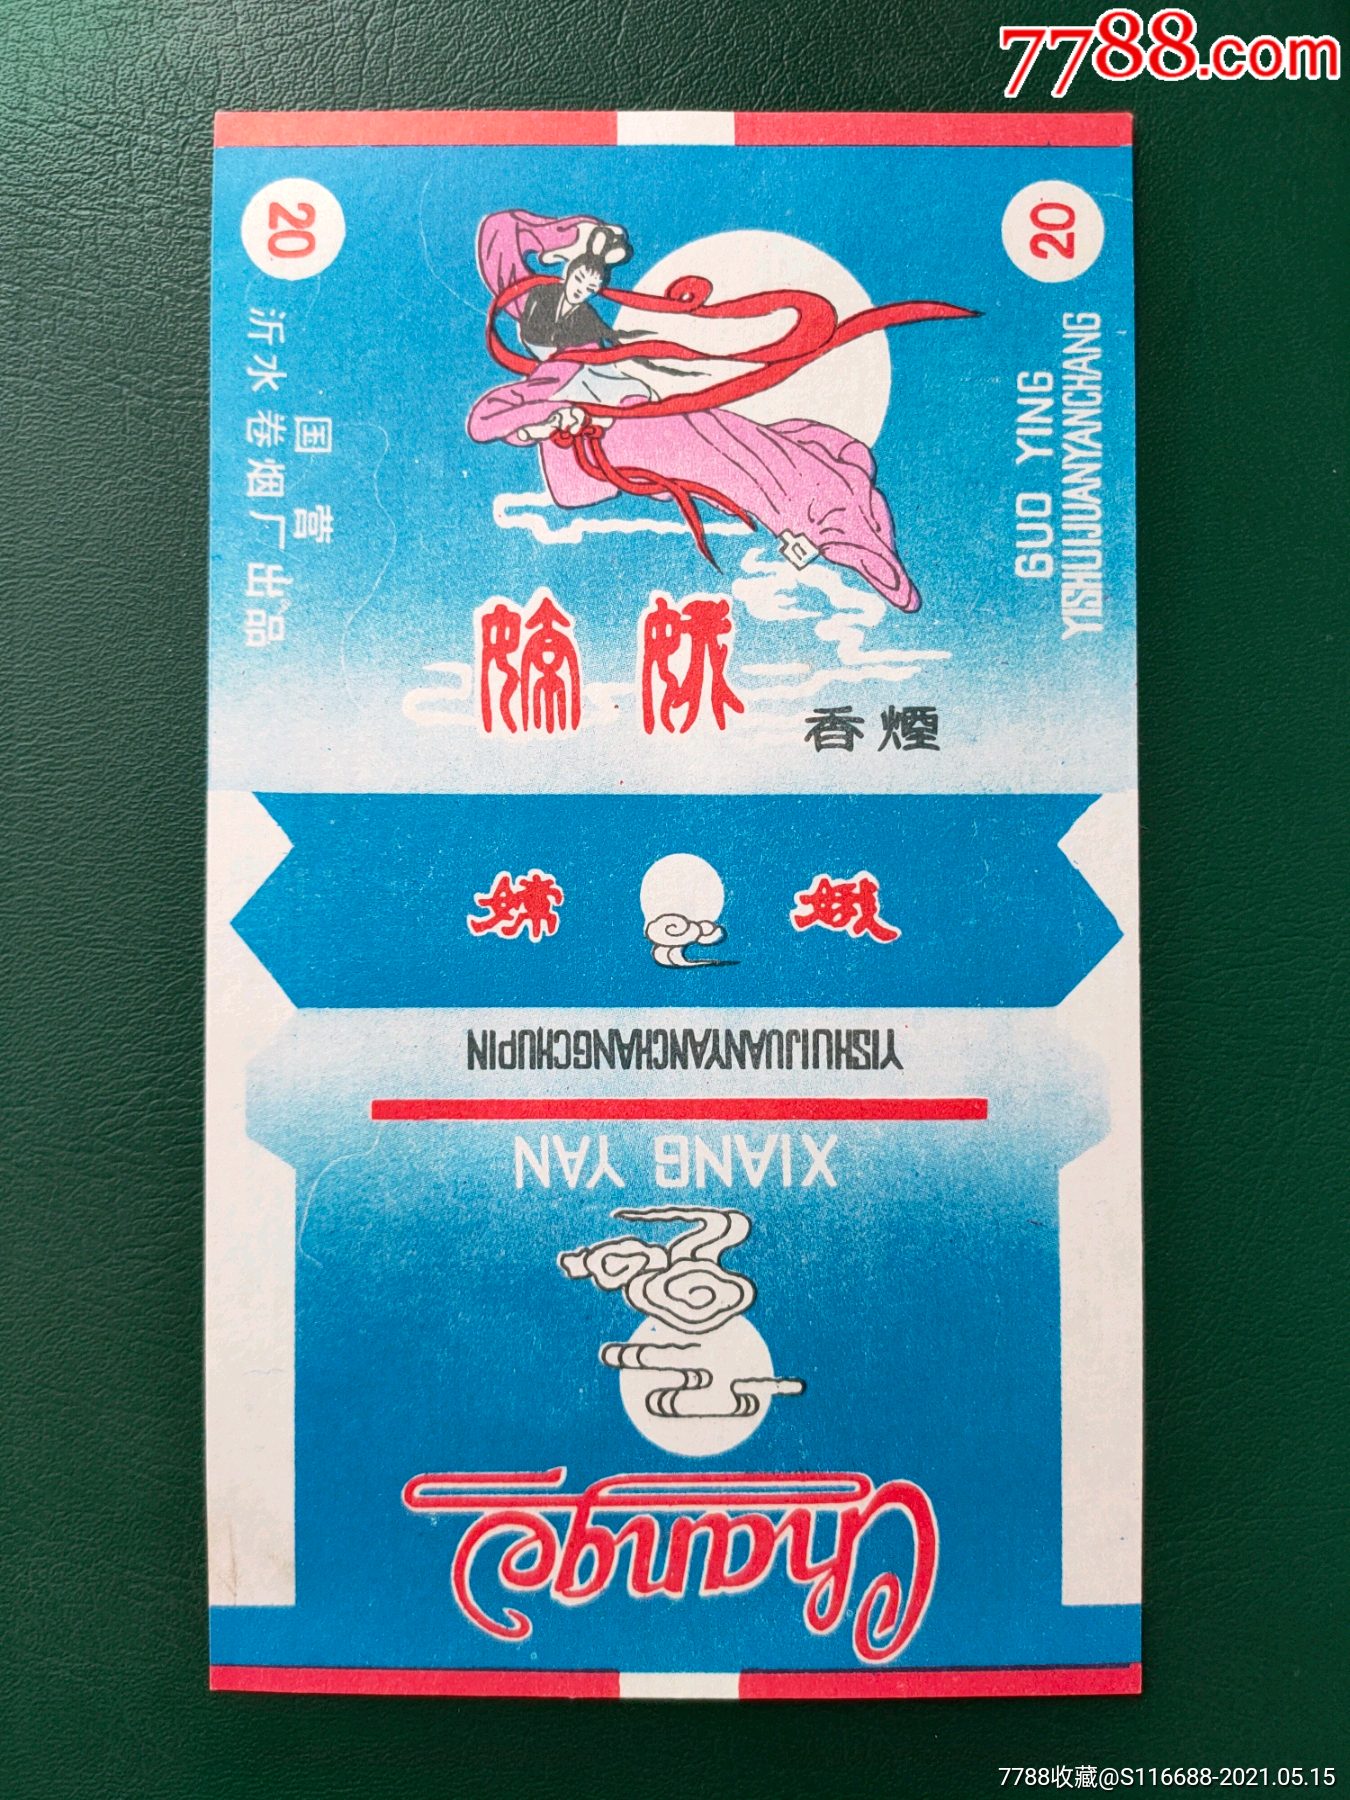 7788.com
20
20
国营
沂水卷烟厂出品
GUO YING
YISHUIJUANYANCHANG
嫦娥
香煙
嫦娥
YISHUIJUANYANCHANGCHUPIN
XIANG YAN
Change
7788收藏@S116688-2021.05.15